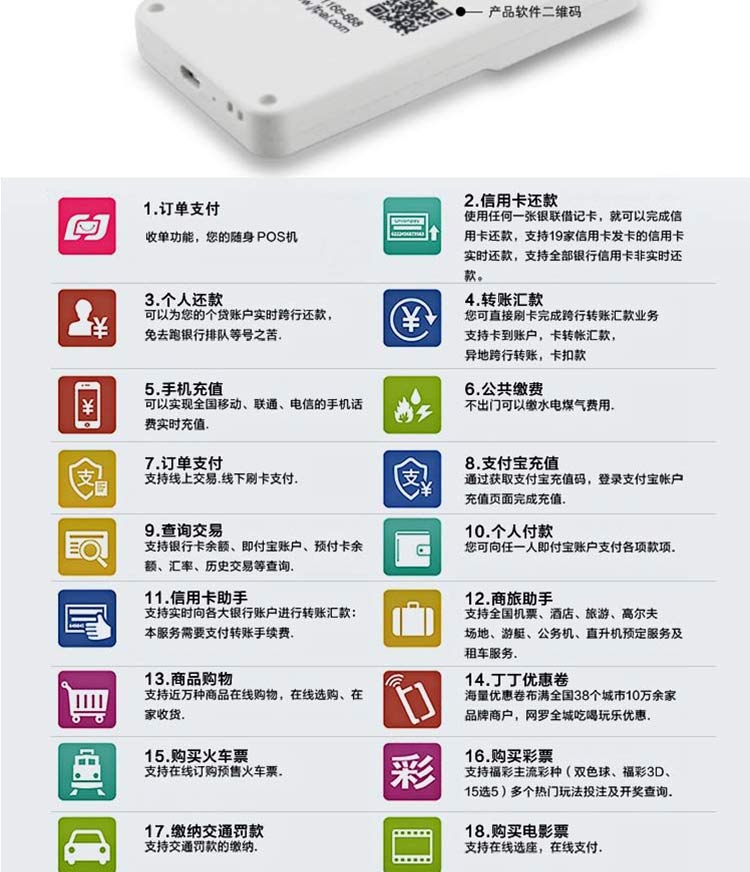 产品软件二维码
1166-668
jfpal.com
1.订单支付
收单功能，您的随身POS机
2.信用卡还款
使用任何一张银联借记卡，就可以完成信
用卡还款，支持19家信用卡发卡的信用卡
实时还款，支持全部银行信用卡非实时还
款。
3.个人还款
可以为您的个贷账户实时跨行还款，
免去跑银行排队等号之苦.
4.转账汇款
您可直接刷卡完成跨行转账汇款业务
支持卡到账户，卡转帐汇款，
异地跨行转账，卡扣款
5.手机充值
可以实现全国移动、联通、电信的手机话
费实时充值.
6.公共缴费
不出门可以缴水电煤气费用.
7.订单支付
支持线上交易.线下刷卡支付.
8.支付宝充值
通过获取支付宝充值码，登录支付宝帐户
充值页面完成充值.
9.查询交易
支持银行卡余额、即付宝账户、预付卡余
额、汇率、历史交易等查询.
10.个人付款
您可向任一人即付宝账户支付各项款项.
11.信用卡助手
支持实时向各大银行账户进行转账汇款：
本服务需要支付转账手续费.
12.商旅助手
支持全国机票、酒店、旅游、高尔夫
场地、游艇、公务机、直升机预定服务及
租车服务.
13.商品购物
支持近万种商品在线购物，在线选购、在
家收货.
14.丁丁优惠卷
海量优惠卷布满全国38个城市10万余家
品牌商户，网罗全城吃喝玩乐优惠.
15.购买火车票
支持在线订购预售火车票.
彩
16.购买彩票
支持福彩主流彩种（双色球、福彩3D、
15选5）多个热门玩法投注及开奖查询.
17.缴纳交通罚款
支持交通罚款的缴纳.
18.购买电影票
支持在线选座，在线支付.